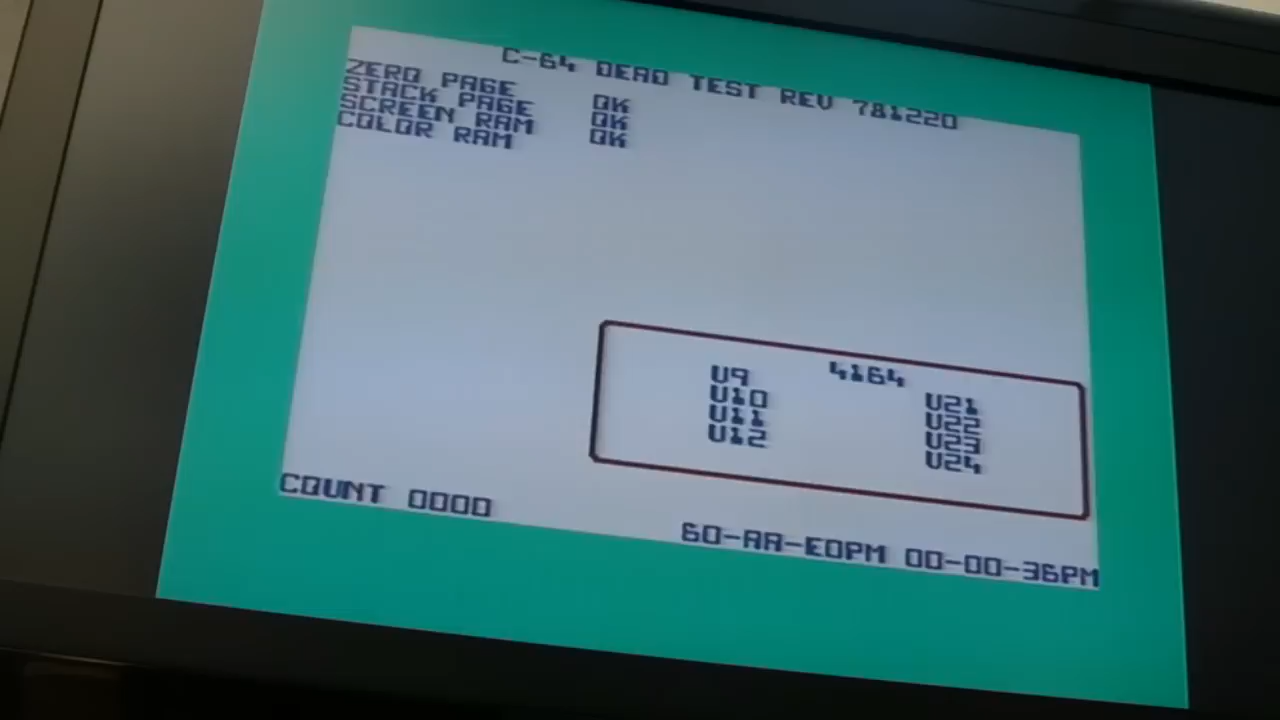 C-64 DEAD TEST REV 781220
ZERO PAGE OK
STACK PAGE OK
SCREEN RAM OK
COLOR RAM
4164
U9 U21
U10 U22
U11 U23
U12 U24
COUNT 0000
60-AA-E0PM 00-00-36PM